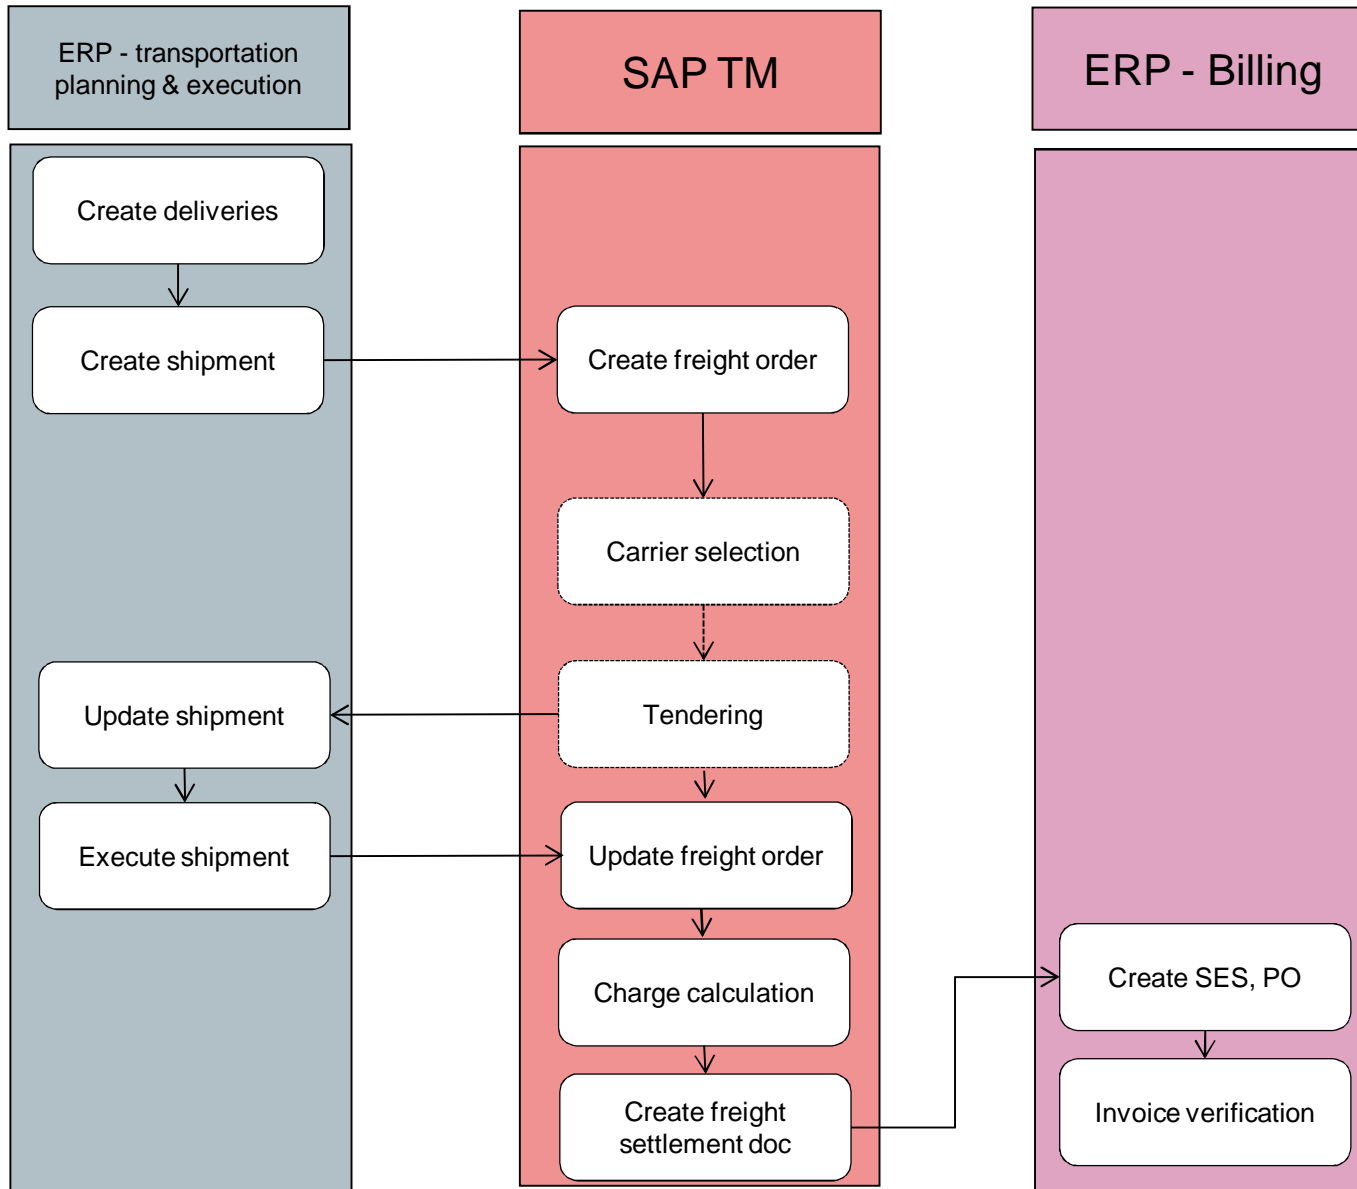 ERP - transportation
planning & execution
SAP TM
ERP - Billing
Create deliveries
Create shipment
Create freight order
Carrier selection
Update shipment
Tendering
Execute shipment
Update freight order
Charge calculation
Create SES, PO
Create freight
settlement doc
Invoice verification